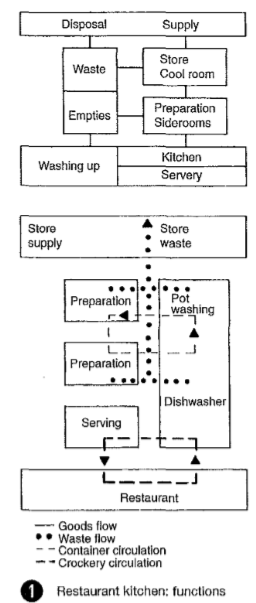 Disposal Supply
Waste
Store
Cool room
Empties
Preparation
Siderooms
Washing up
Kitchen
Servery
Store
supply
Store
waste
Preparation
Pot
washing
Preparation
Dishwasher
Serving
Restaurant
Goods flow
Waste flow
Container circulation
Crockery circulation
1 Restaurant kitchen: functions